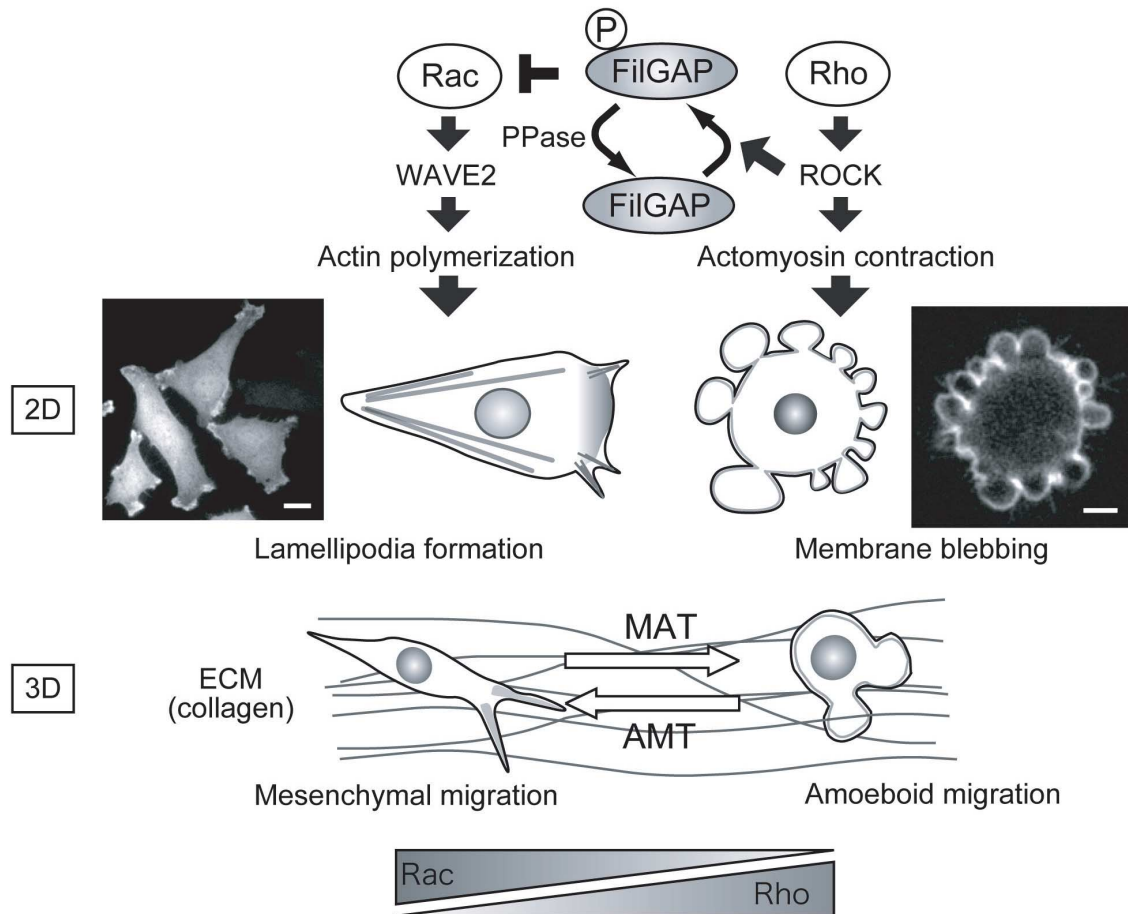 P
Rac
FilGAP
Rho
PPase
WAVE2
FilGAP
ROCK
Actin polymerization
Actomyosin contraction
2D
Lamellipodia formation
Membrane blebbing
3D
ECM
(collagen)
MAT
AMT
Mesenchymal migration
Amoeboid migration
Rac
Rho